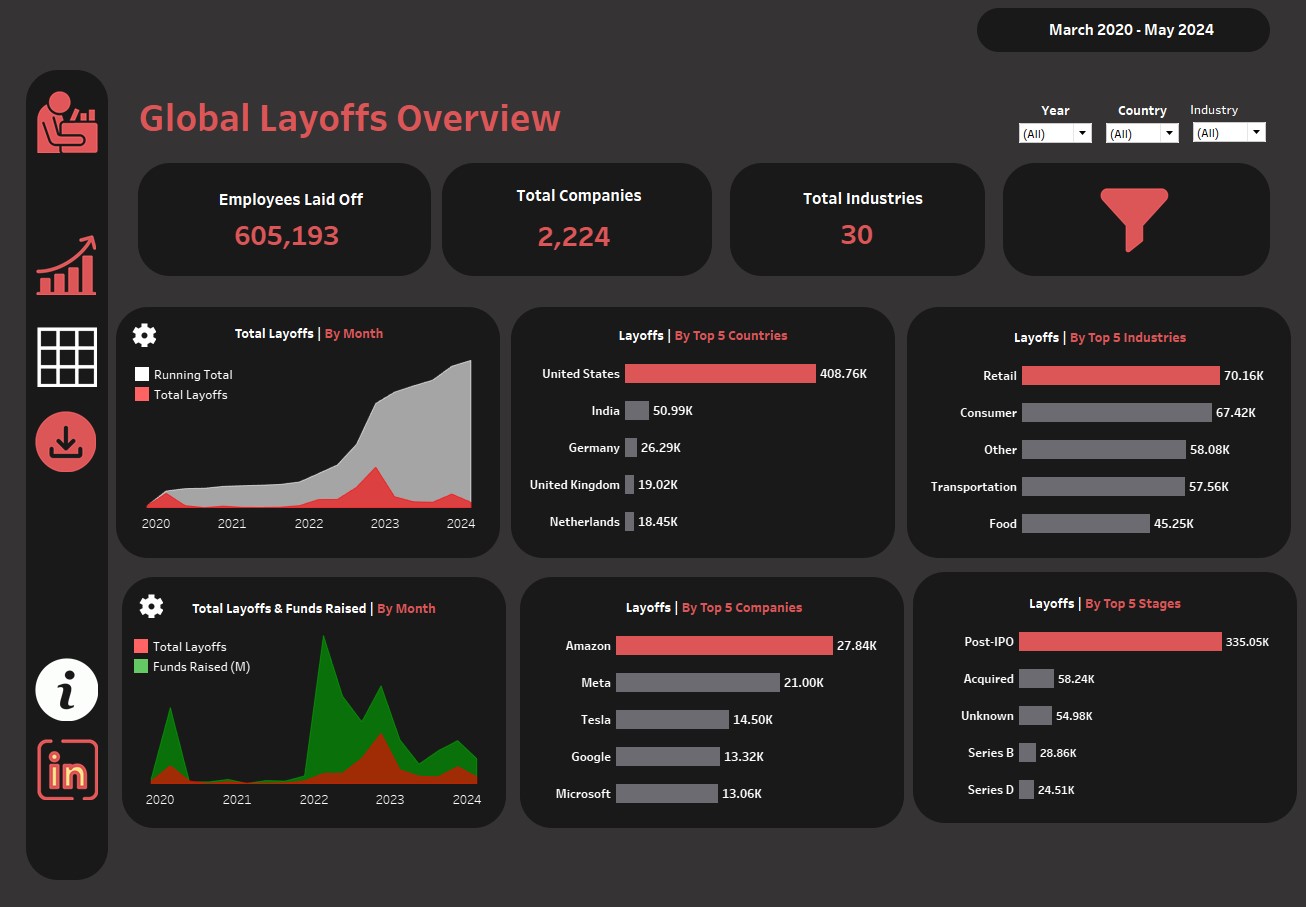 March 2020 - May 2024
Global Layoffs Overview
Year
Country
Industry
(All)
(All)
(All)
Employees Laid Off
605,193
Total Companies
2,224
Total Industries
30
Total Layoffs | By Month
Running Total
Total Layoffs
2020
2021
2022
2023
2024
Layoffs | By Top 5 Countries
United States 408.76K
India 50.99K
Germany 26.29K
United Kingdom 19.02K
Netherlands 18.45K
Layoffs | By Top 5 Industries
Retail 70.16K
Consumer 67.42K
Other 58.08K
Transportation 57.56K
Food 45.25K
Total Layoffs & Funds Raised | By Month
Total Layoffs
Funds Raised (M)
2020
2021
2022
2023
2024
Layoffs | By Top 5 Companies
Amazon 27.84K
Meta 21.00K
Tesla 14.50K
Google 13.32K
Microsoft 13.06K
Layoffs | By Top 5 Stages
Post-IPO 335.05K
Acquired 58.24K
Unknown 54.98K
Series B 28.86K
Series D 24.51K
i
in